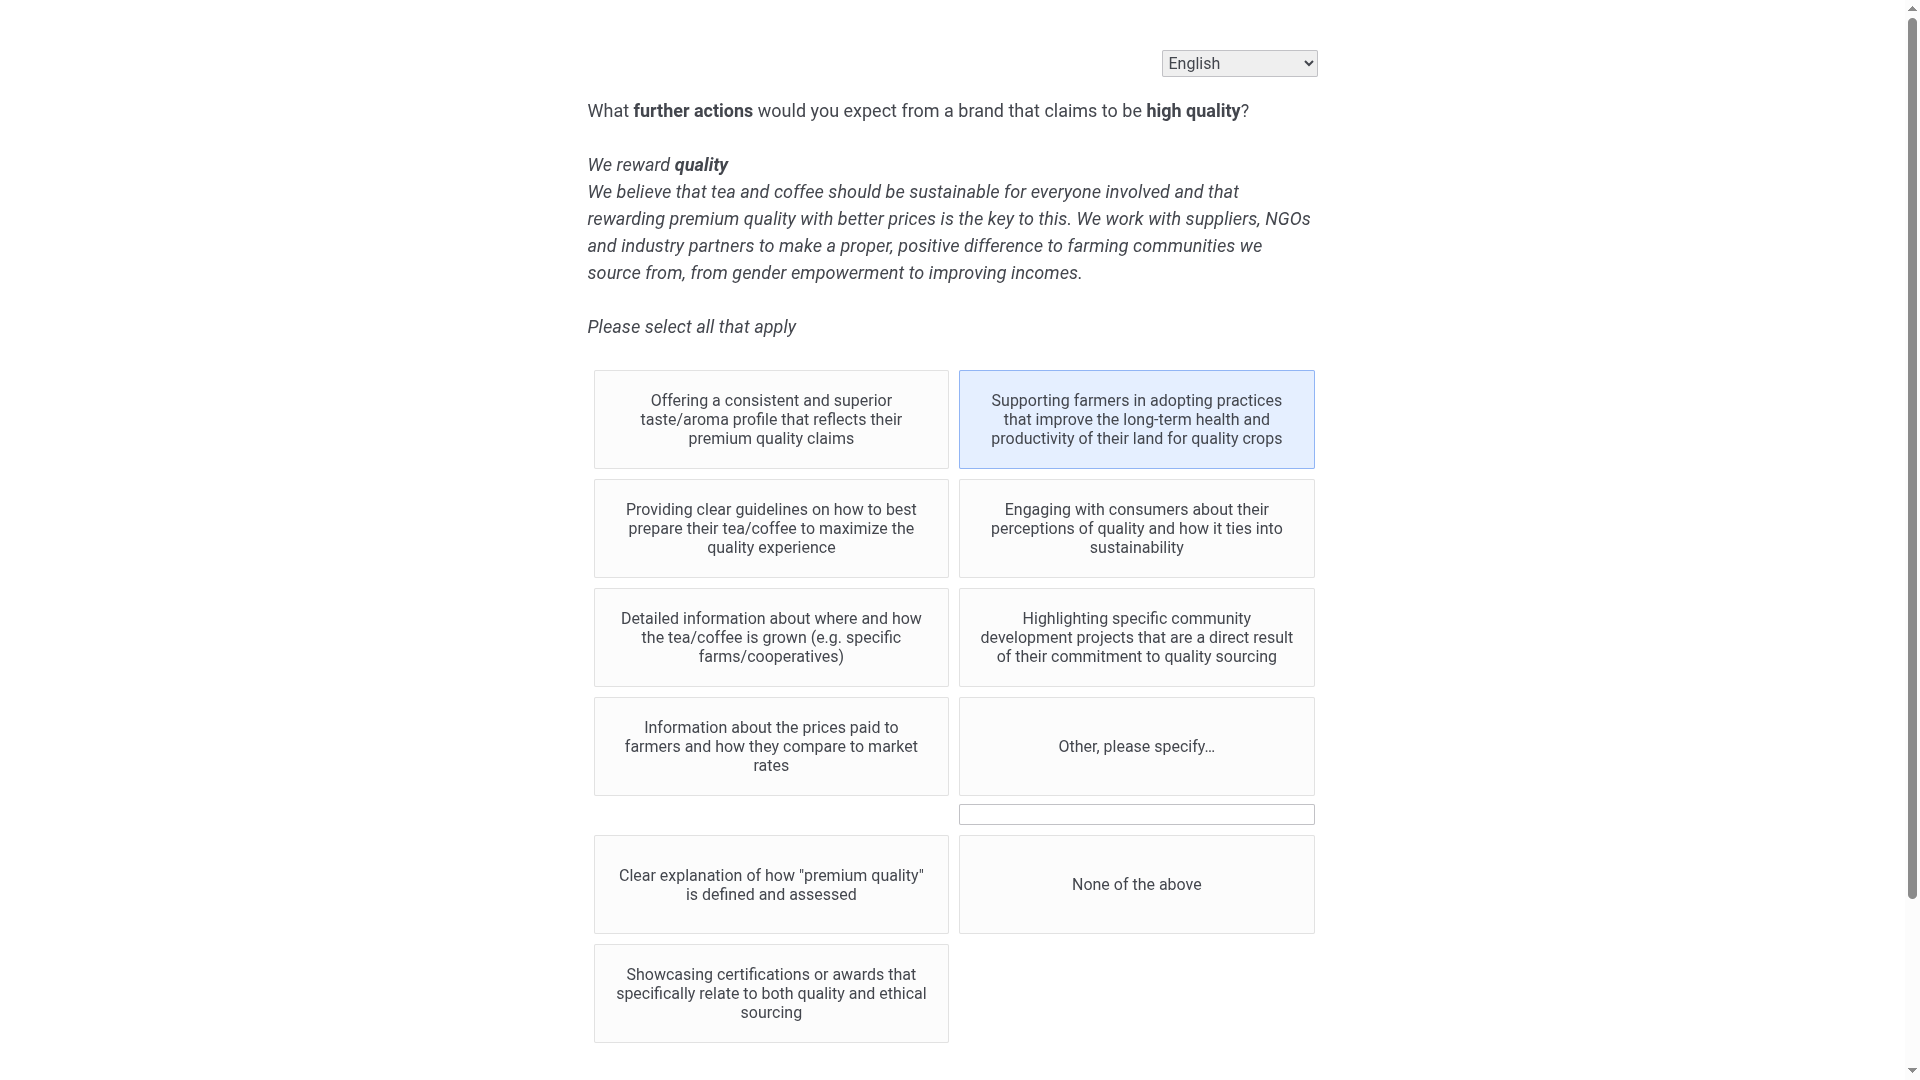 English
What further actions would you expect from a brand that claims to be high quality?
We reward quality
We believe that tea and coffee should be sustainable for everyone involved and that
rewarding premium quality with better prices is the key to this. We work with suppliers, NGOs
and industry partners to make a proper, positive difference to farming communities we
source from, from gender empowerment to improving incomes.
Please select all that apply
Offering a consistent and superior
taste/aroma profile that reflects their
premium quality claims
Supporting farmers in adopting practices
that improve the long-term health and
productivity of their land for quality crops
Providing clear guidelines on how to best
prepare their tea/coffee to maximize the
quality experience
Engaging with consumers about their
perceptions of quality and how it ties into
sustainability
Detailed information about where and how
the tea/coffee is grown (e.g. specific
farms/cooperatives)
Highlighting specific community
development projects that are a direct result
of their commitment to quality sourcing
Information about the prices paid to
farmers and how they compare to market
rates
Other, please specify...
Clear explanation of how "premium quality"
is defined and assessed
None of the above
Showcasing certifications or awards that
specifically relate to both quality and ethical
sourcing